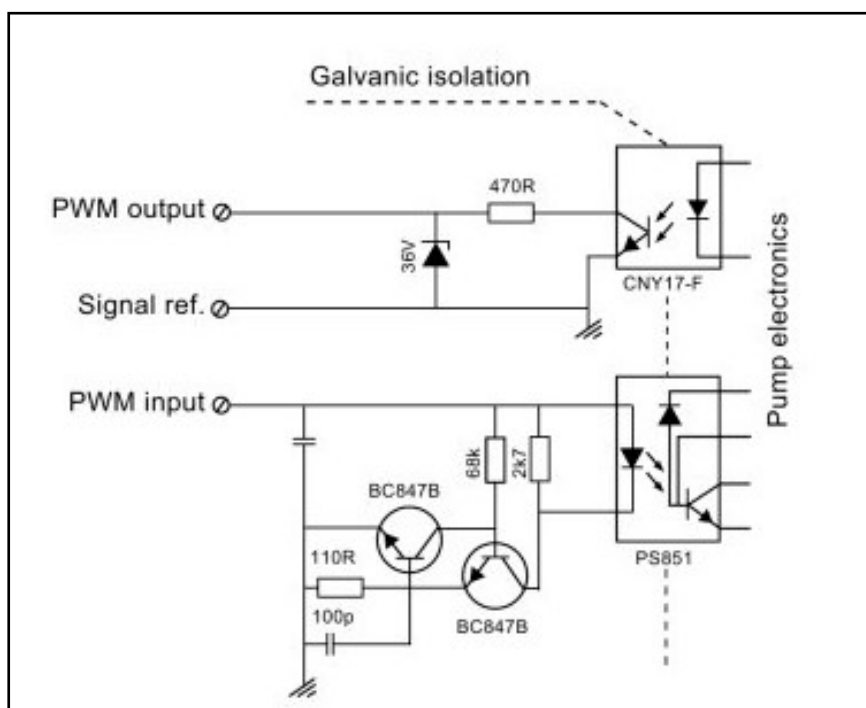 Galvanic isolation
470R
PWM output
36V
CNY17-F
Signal ref.
Pump electronics
PWM input
68k
2k7
BC847B
110R
PS851
100p
BC847B